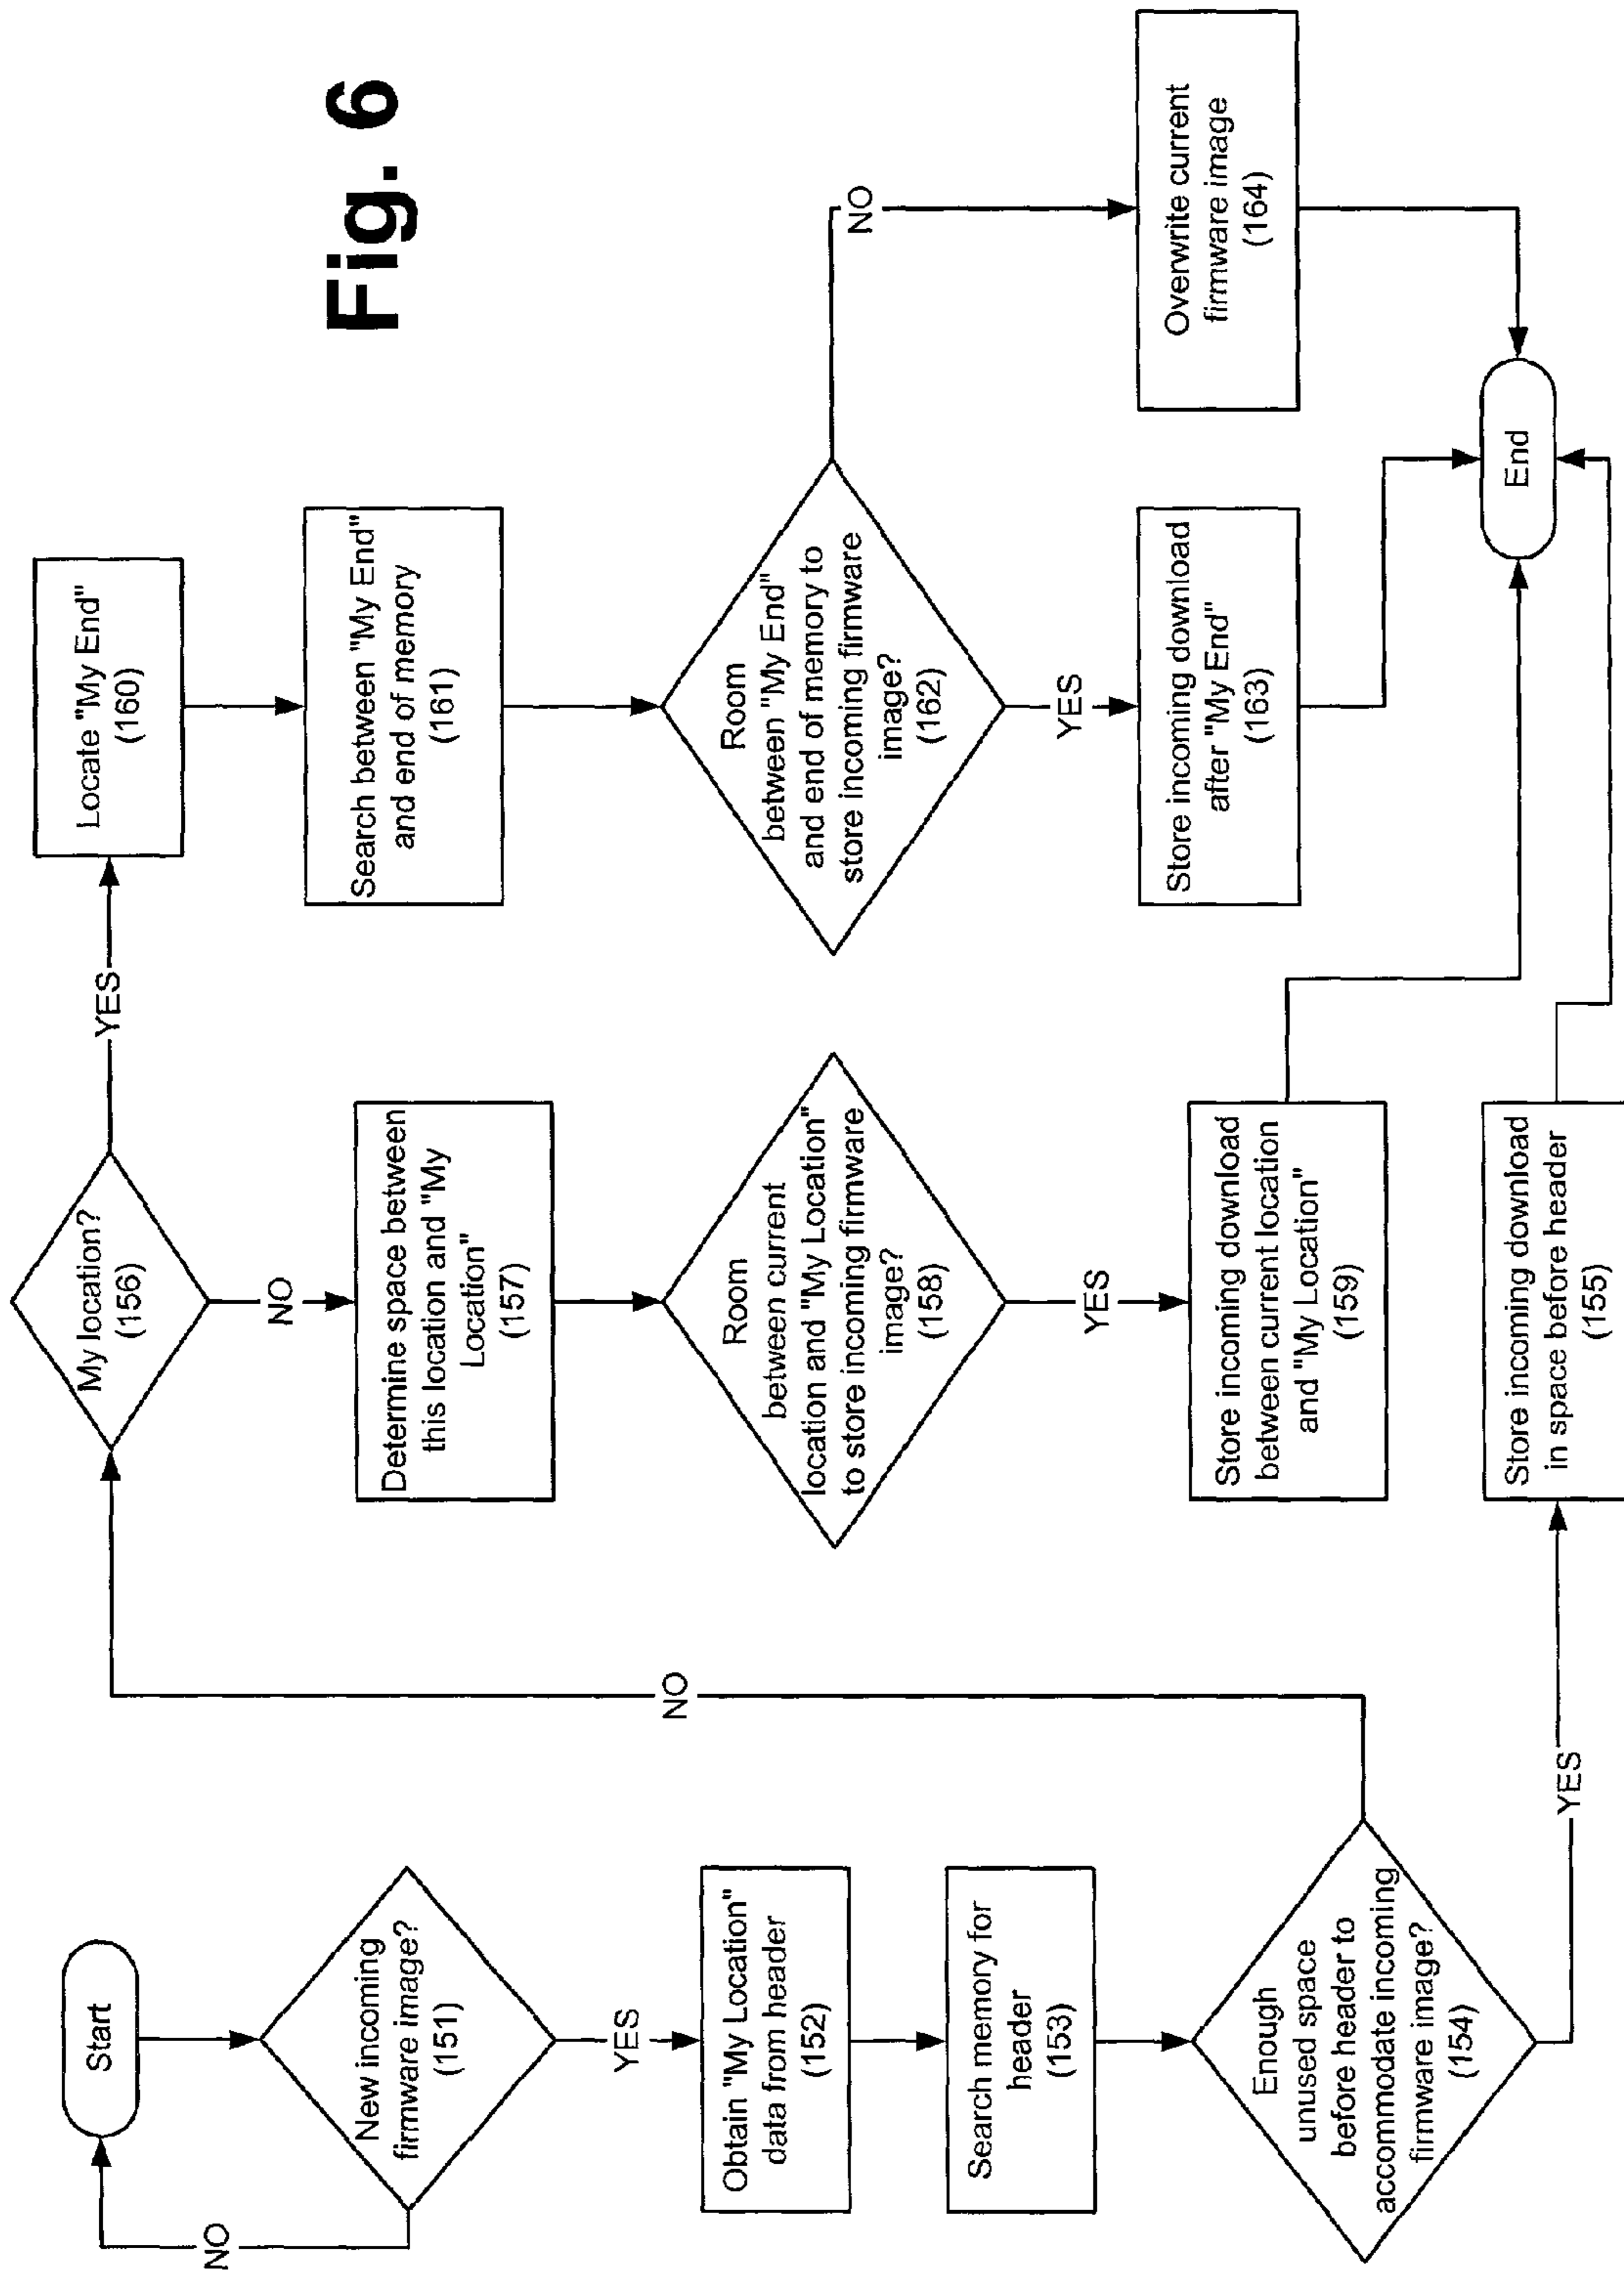 Fig. 6
Start
New incoming
firmware image?
(151)
NO
YES
Obtain "My Location"
data from header
(152)
Search memory for
header
(153)
Enough
unused space
before header to
accommodate incoming
firmware image?
(154)
NO
YES
My location?
(156)
YES
NO
Determine space between
this location and "My
Location"
(157)
Room
between current
location and "My Location"
to store incoming firmware
image?
(158)
YES
Store incoming download
between current location
and "My Location"
(159)
Store incoming download
in space before header
(155)
Locate "My End"
(160)
Search between "My End"
and end of memory
(161)
Room
between "My End"
and end of memory to
store incoming firmware
image?
(162)
NO
YES
Store incoming download
after "My End"
(163)
Overwrite current
firmware image
(164)
End